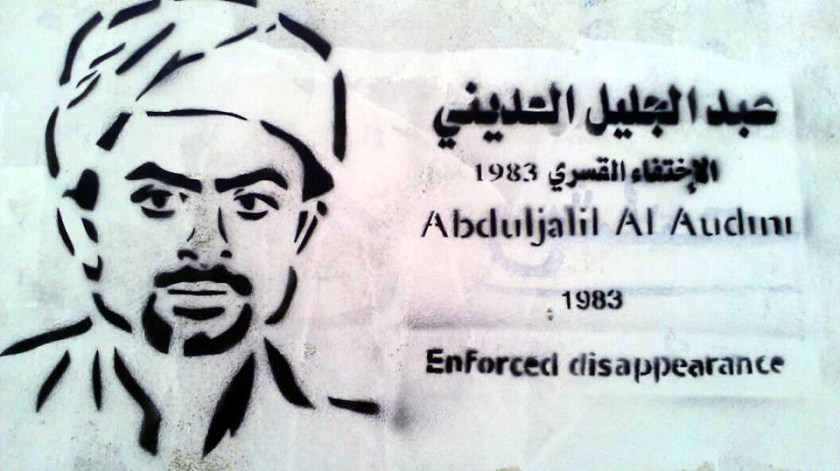 عبد الجليل العديني
الإختفاء القسري 1983
Abduljalil Al Audini
1983
Enforced disappearance